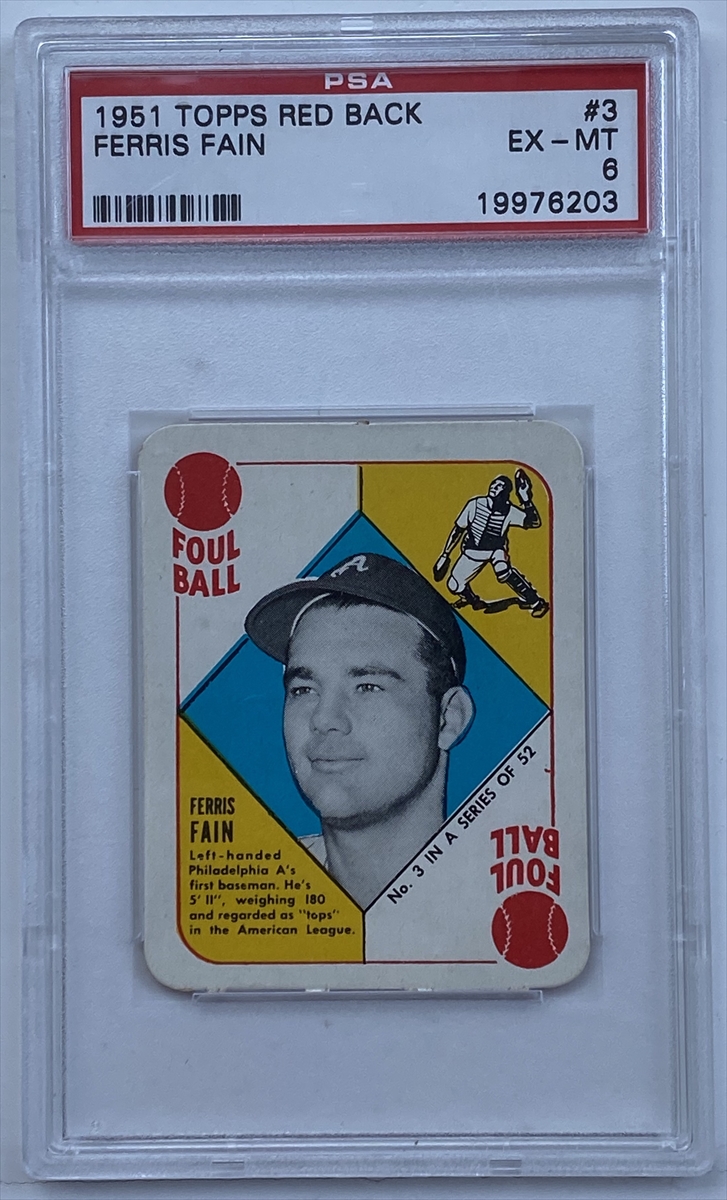 PSA
1951 TOPPS RED BACK #3
FERRIS FAIN EX – MT
6
19976203
FOUL
BALL
A
FERRIS
FAIN
Left-handed
Philadelphia A's
first baseman. He's
5' 11", weighing 180
and regarded as "tops"
in the American League.
No. 3 IN A SERIES OF 52
FOUL
BALL